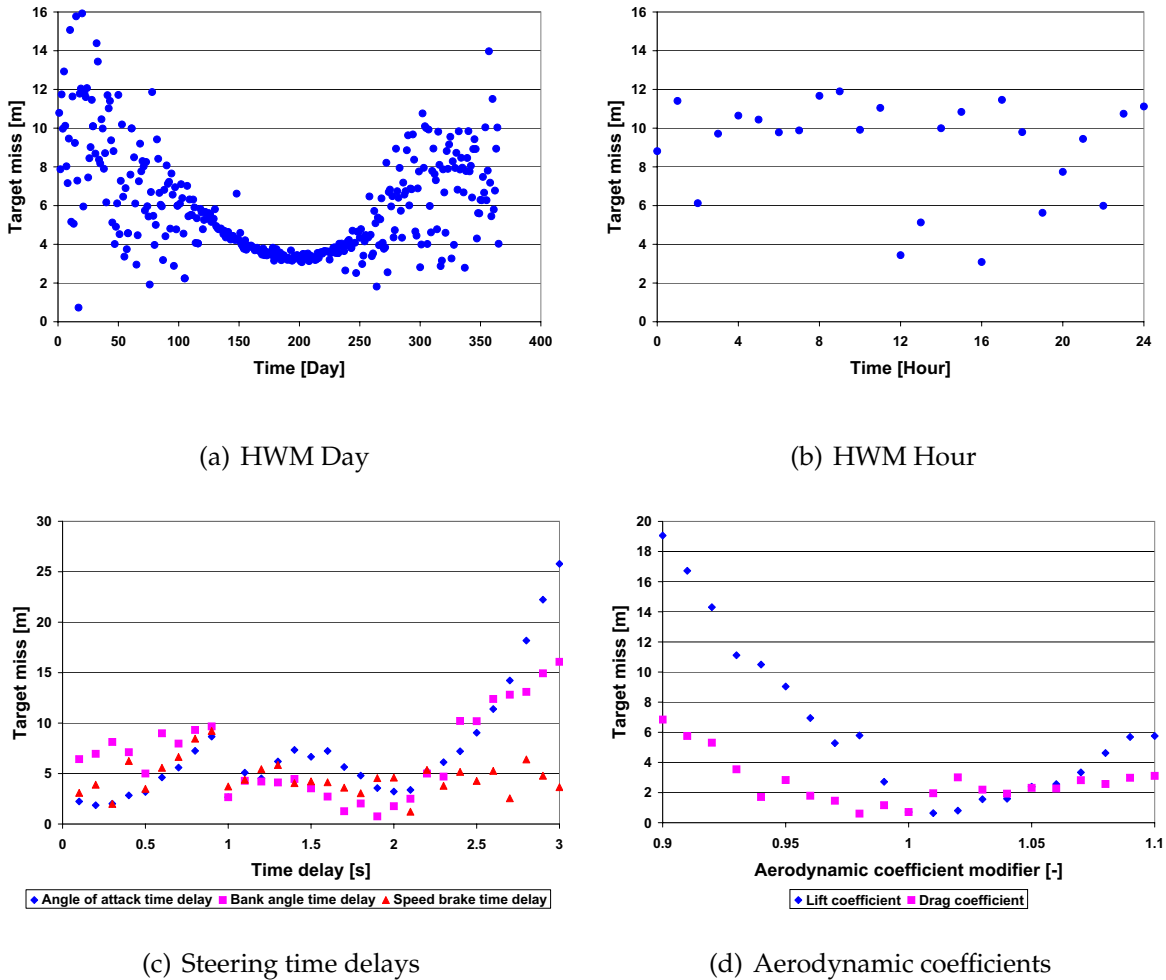 16
14
12
10
8
6
4
2
0
Target miss [m]
0 50 100 150 200 250 300 350 400
Time [Day]
(a) HWM Day
16
14
12
10
8
6
4
2
0
Target miss [m]
0 4 8 12 16 20 24
Time [Hour]
(b) HWM Hour
30
25
20
15
10
5
0
Target miss [m]
0 0.5 1 1.5 2 2.5 3
Time delay [s]
Angle of attack time delay Bank angle time delay Speed brake time delay
(c) Steering time delays
20
18
16
14
12
10
8
6
4
2
0
Target miss [m]
0.9 0.95 1 1.05 1.1
Aerodynamic coefficient modifier [-]
Lift coefficient Drag coefficient
(d) Aerodynamic coefficients